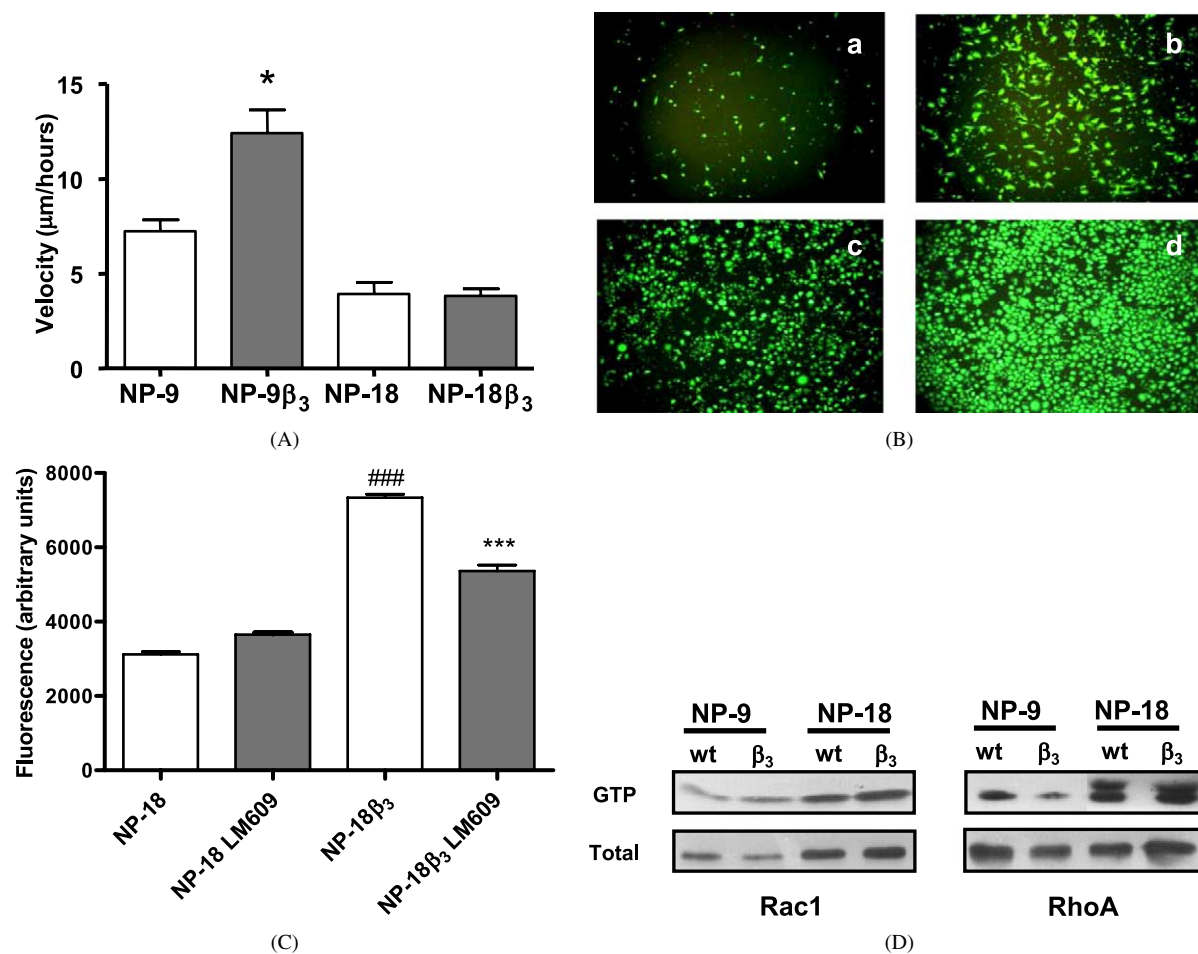 15
10
5
0
Velocity (μm/hours)
*
NP-9
NP-9β₃
NP-18
NP-18β₃
(A)
a
b
c
d
(B)
8000
6000
4000
2000
0
Fluorescence (arbitrary units)
###
***
NP-18
NP-18 LM609
NP-18β₃
NP-18β₃ LM609
(C)
NP-9 NP-18
wt β₃ wt β₃
GTP
Total
Rac1
NP-9 NP-18
wt β₃ wt β₃
RhoA
(D)